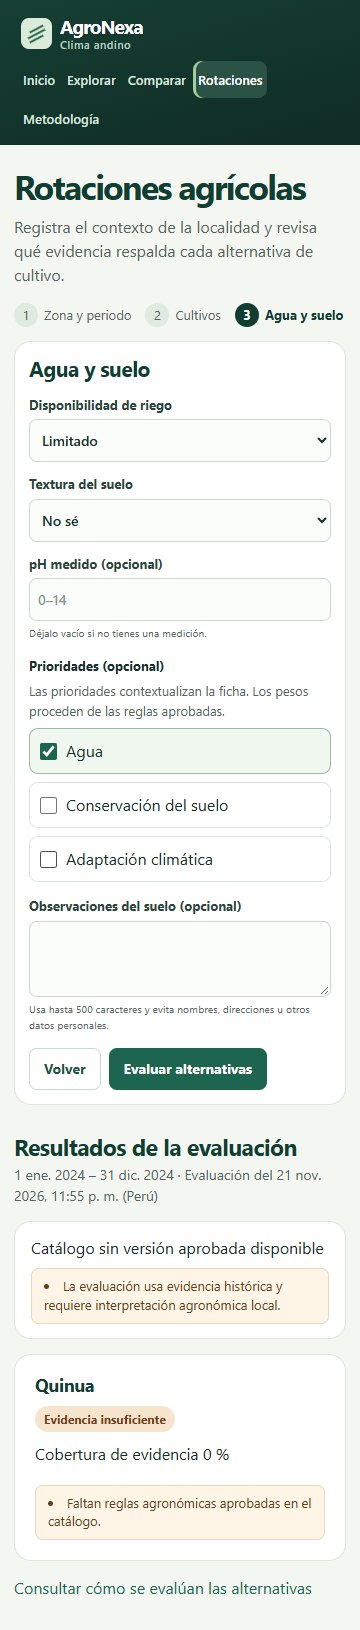 AgroNexa
Clima andino
Inicio Explorar Comparar Rotaciones
Metodología
Rotaciones agrícolas
Registra el contexto de la localidad y revisa
qué evidencia respalda cada alternativa de
cultivo.
1 Zona y periodo 2 Cultivos 3 Agua y suelo
Agua y suelo
Disponibilidad de riego
Limitado
Textura del suelo
No sé
pH medido (opcional)
0–14
Déjalo vacío si no tienes una medición.
Prioridades (opcional)
Las prioridades contextualizan la ficha. Los pesos
proceden de las reglas aprobadas.
Agua
Conservación del suelo
Adaptación climática
Observaciones del suelo (opcional)
Usa hasta 500 caracteres y evita nombres, direcciones u otros
datos personales.
Volver Evaluar alternativas
Resultados de la evaluación
1 ene. 2024 – 31 dic. 2024 · Evaluación del 21 nov.
2026, 11:55 p. m. (Perú)
Catálogo sin versión aprobada disponible
• La evaluación usa evidencia histórica y
requiere interpretación agronómica local.
Quinua
Evidencia insuficiente
Cobertura de evidencia 0 %
• Faltan reglas agronómicas aprobadas en el
catálogo.
Consultar cómo se evalúan las alternativas